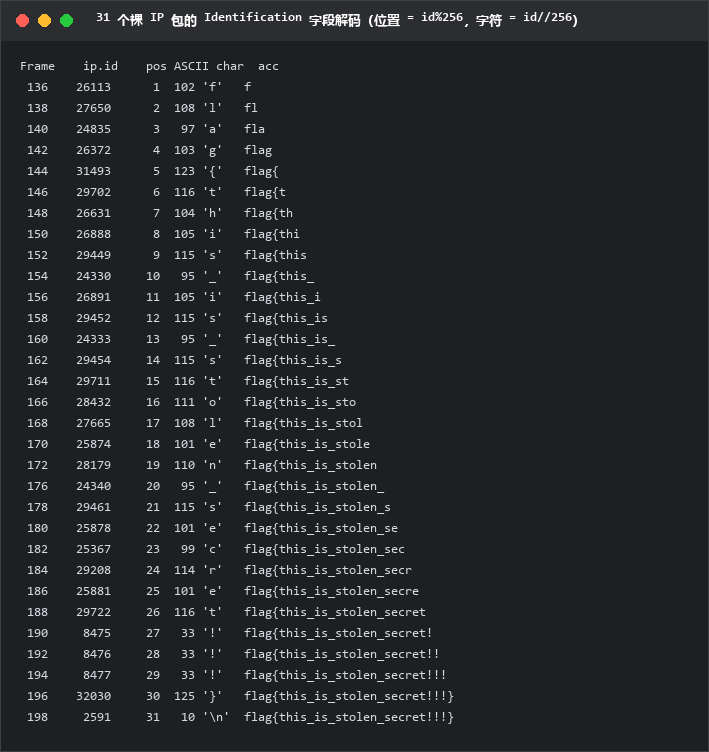 31 个裸 IP 包的 Identification 字段解码 (位置 = id%256, 字符 = id//256)
Frame    ip.id    pos ASCII char  acc
136    26113      1  102 'f'   f
138    27650      2  108 'l'   fl
140    24835      3   97 'a'   fla
142    26372      4  103 'g'   flag
144    31493      5  123 '{'   flag{
146    29702      6  116 't'   flag{t
148    26631      7  104 'h'   flag{th
150    26888      8  105 'i'   flag{thi
152    29449      9  115 's'   flag{this
154    24330     10   95 '_'   flag{this_
156    26891     11  105 'i'   flag{this_i
158    29452     12  115 's'   flag{this_is
160    24333     13   95 '_'   flag{this_is_
162    29454     14  115 's'   flag{this_is_s
164    29711     15  116 't'   flag{this_is_st
166    28432     16  111 'o'   flag{this_is_sto
168    27665     17  108 'l'   flag{this_is_stol
170    25874     18  101 'e'   flag{this_is_stole
172    28179     19  110 'n'   flag{this_is_stolen
176    24340     20   95 '_'   flag{this_is_stolen_
178    29461     21  115 's'   flag{this_is_stolen_s
180    25878     22  101 'e'   flag{this_is_stolen_se
182    25367     23   99 'c'   flag{this_is_stolen_sec
184    29208     24  114 'r'   flag{this_is_stolen_secr
186    25881     25  101 'e'   flag{this_is_stolen_secre
188    29722     26  116 't'   flag{this_is_stolen_secret
190     8475     27   33 '!'   flag{this_is_stolen_secret!
192     8476     28   33 '!'   flag{this_is_stolen_secret!!
194     8477     29   33 '!'   flag{this_is_stolen_secret!!!
196    32030     30  125 '}'   flag{this_is_stolen_secret!!!}
198     2591     31   10 '\n'  flag{this_is_stolen_secret!!!}